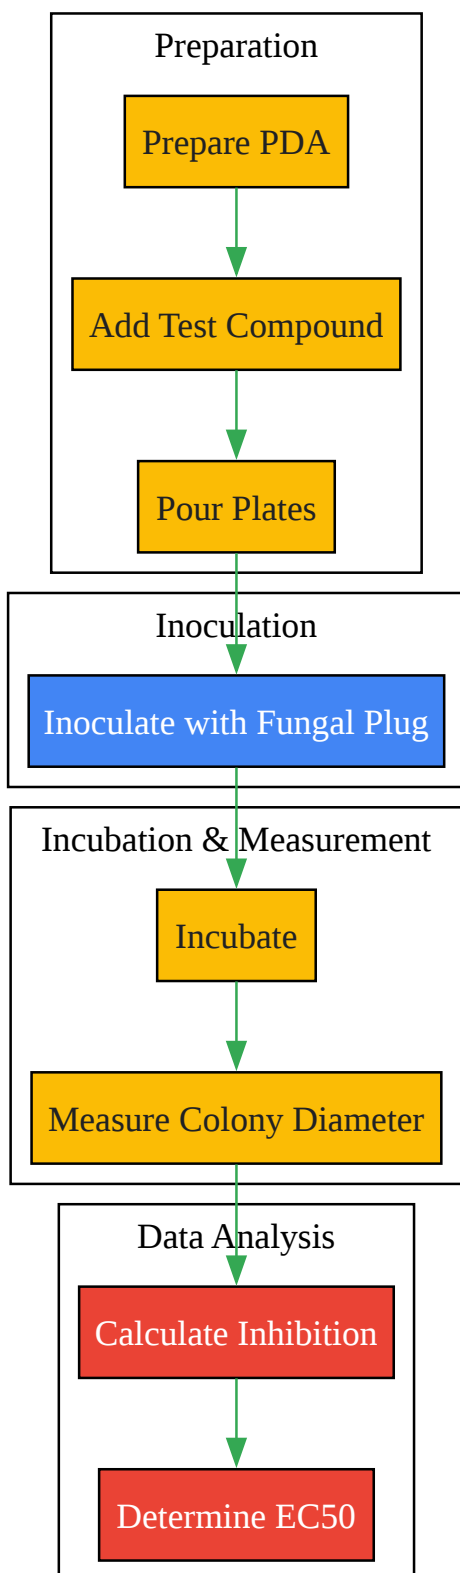 Preparation
Prepare PDA
Add Test Compound
Pour Plates
Inoculation
Inoculate with Fungal Plug
Incubation & Measurement
Incubate
Measure Colony Diameter
Data Analysis
Calculate Inhibition
Determine EC50